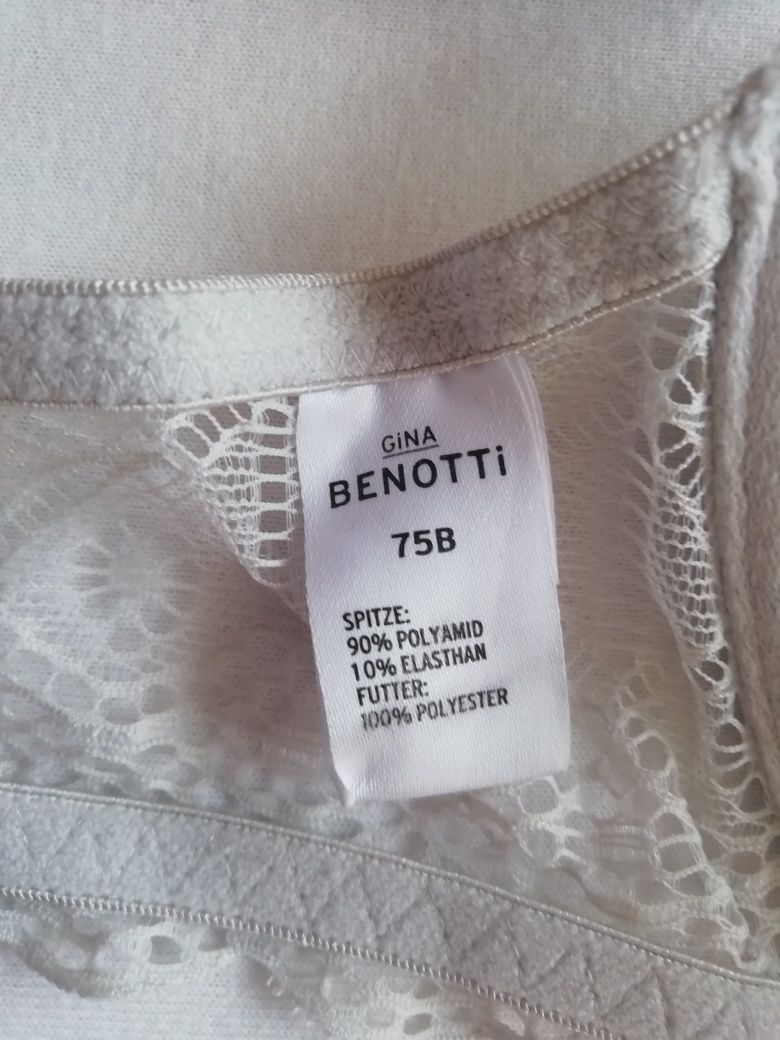 GiNA
BENOTTi
75B
SPITZE:
90% POLYAMID
10% ELASTHAN
FUTTER:
100% POLYESTER